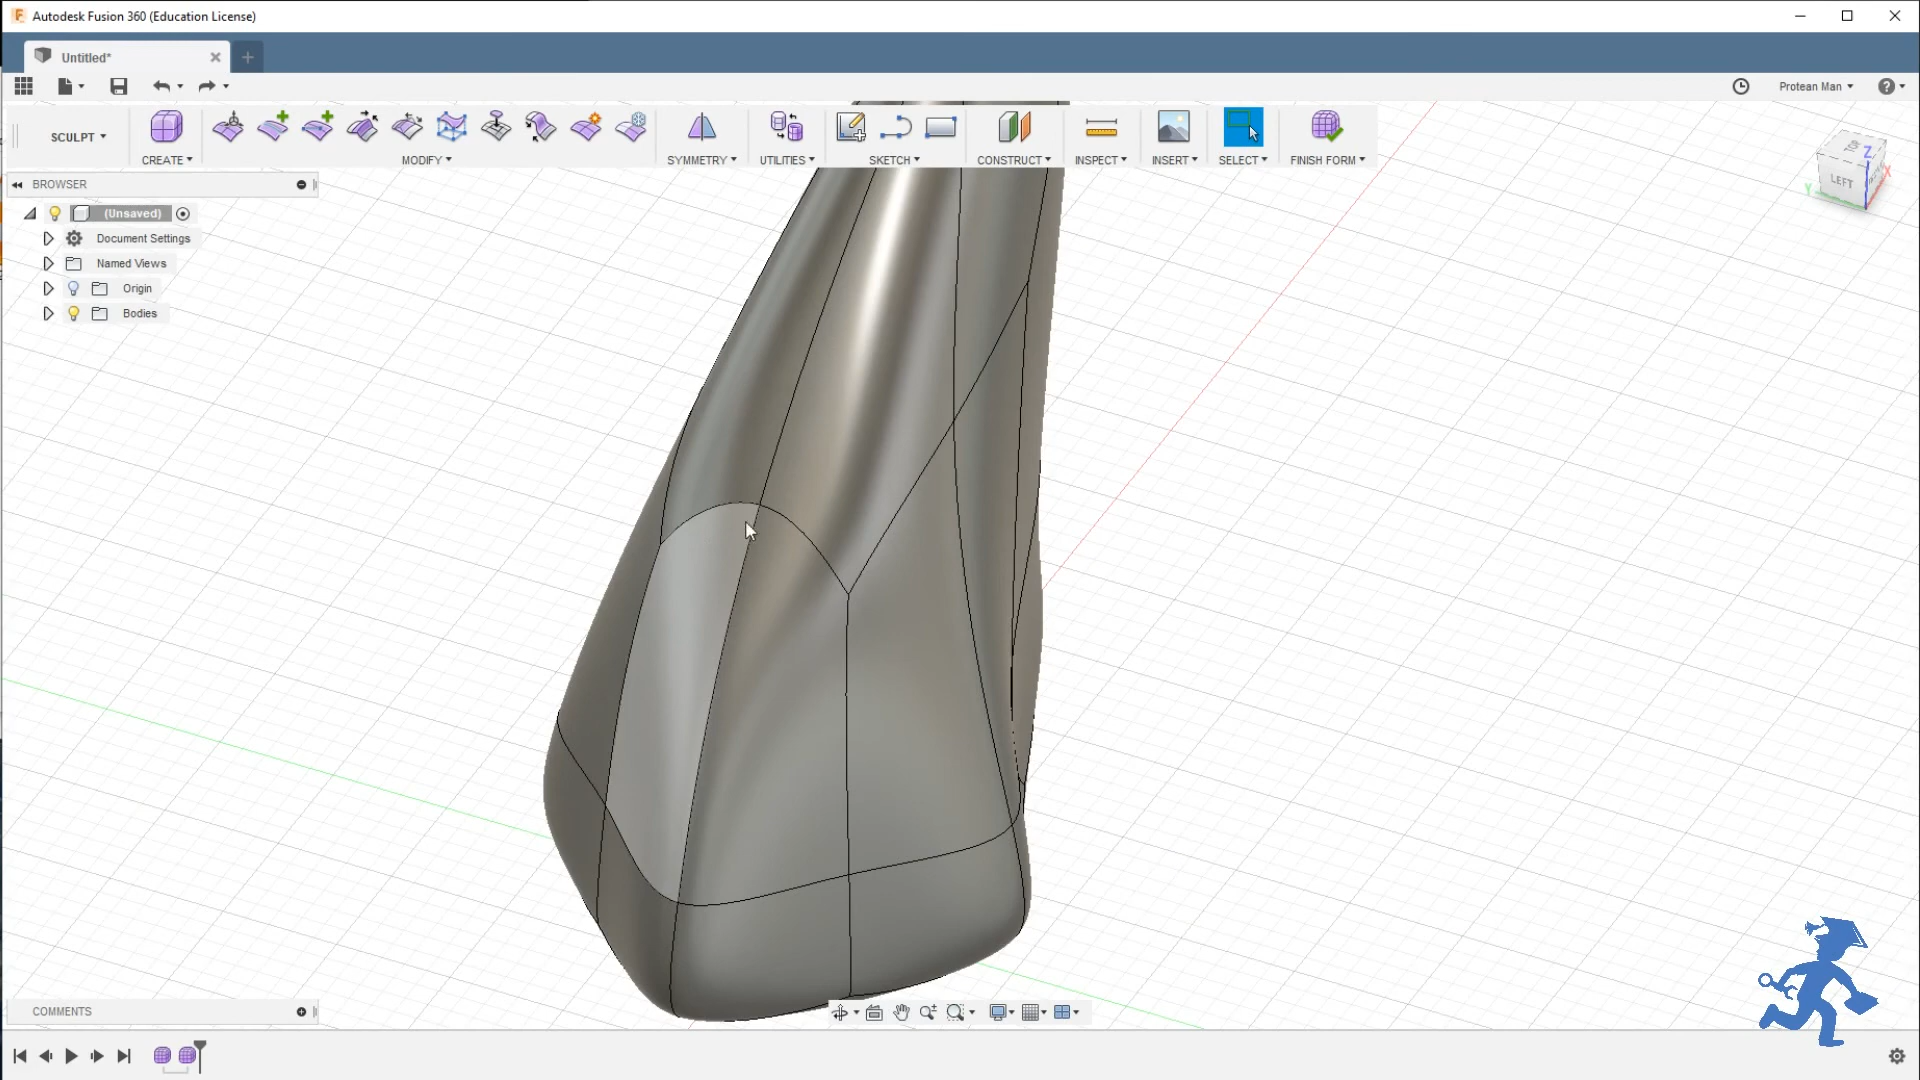 Autodesk Fusion 360 (Education License)
Untitled*
Protean Man
SCULPT
CREATE
MODIFY
SYMMETRY
UTILITIES
SKETCH
CONSTRUCT
INSPECT
INSERT
SELECT
FINISH FORM
TOP
Z
LEFT
X
Y
BROWSER
(Unsaved)
Document Settings
Named Views
Origin
Bodies
COMMENTS